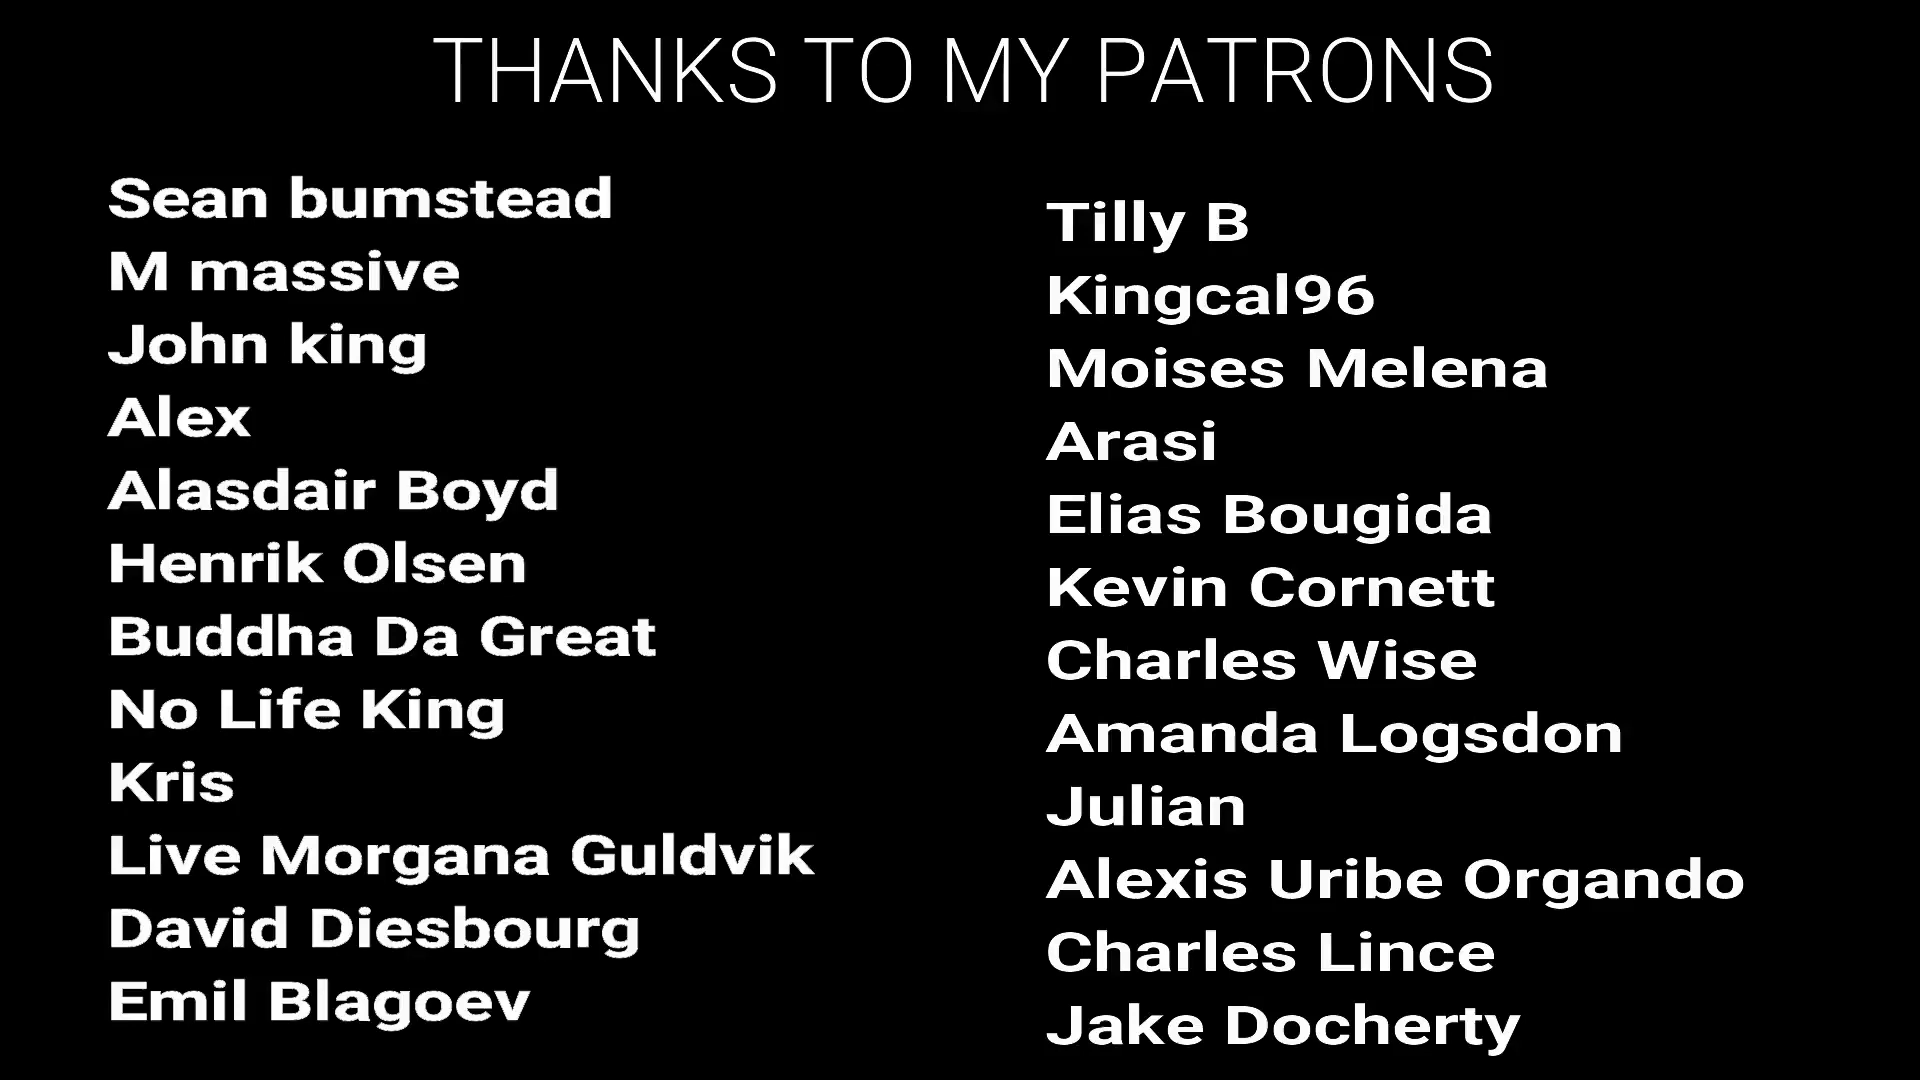 THANKS TO MY PATRONS
Sean bumstead
M massive
John king
Alex
Alasdair Boyd
Henrik Olsen
Buddha Da Great
No Life King
Kris
Live Morgana Guldvik
David Diesbourg
Emil Blagoev
Tilly B
Kingcal96
Moises Melena
Arasi
Elias Bougida
Kevin Cornett
Charles Wise
Amanda Logsdon
Julian
Alexis Uribe Orgando
Charles Lince
Jake Docherty